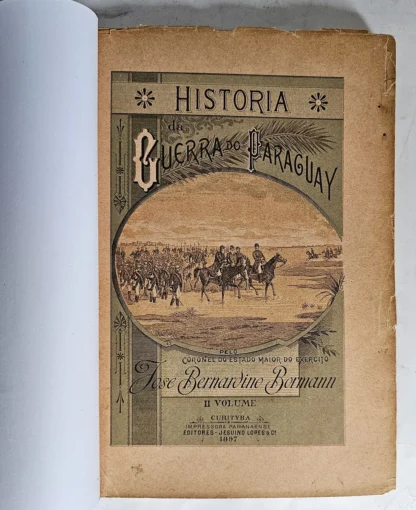 HISTORIA
da
GUERRA DO PARAGUAY
PELO
CORONEL DO ESTADO MAIOR DO EXERCITO
José Bernardino Bormann
II VOLUME
CURITYBA
IMPRESSORA PARANAENSE
EDITORES - JESUINO LOPES & Cª
1897